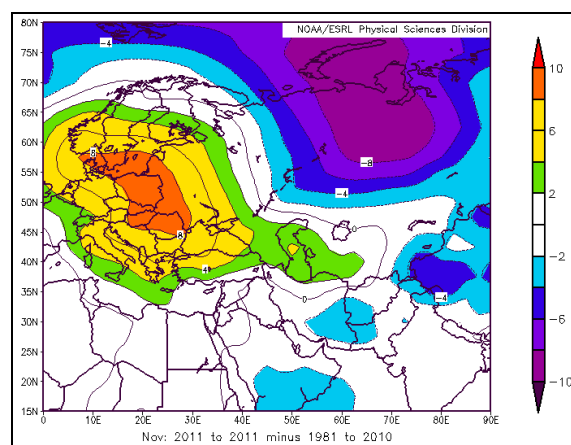 NOAA/ESRL Physical Sciences Division
80N
75N
70N
65N
60N
55N
50N
45N
40N
35N
30N
25N
20N
15N
0
10E
20E
30E
40E
50E
60E
70E
80E
90E
-4
-8
-4
8
8
4
0
0
-4
-4
10
6
2
-2
-6
-10
Nov: 2011 to 2011 minus 1981 to 2010